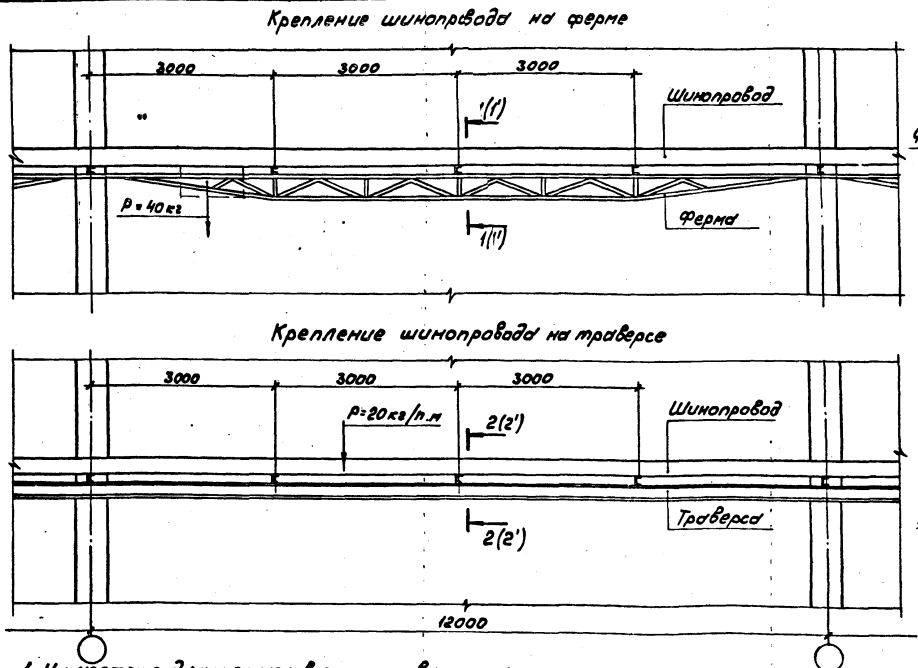 Крепление шинопровода на ферме
3000 3000 3000
1(1')
Шинопровод
P=40кг
Ферма
1(1')
Крепление шинопровода на траверсе
3000 3000 3000
P=20кг/п.м
2(2')
Шинопровод
Траверса
2(2')
12000